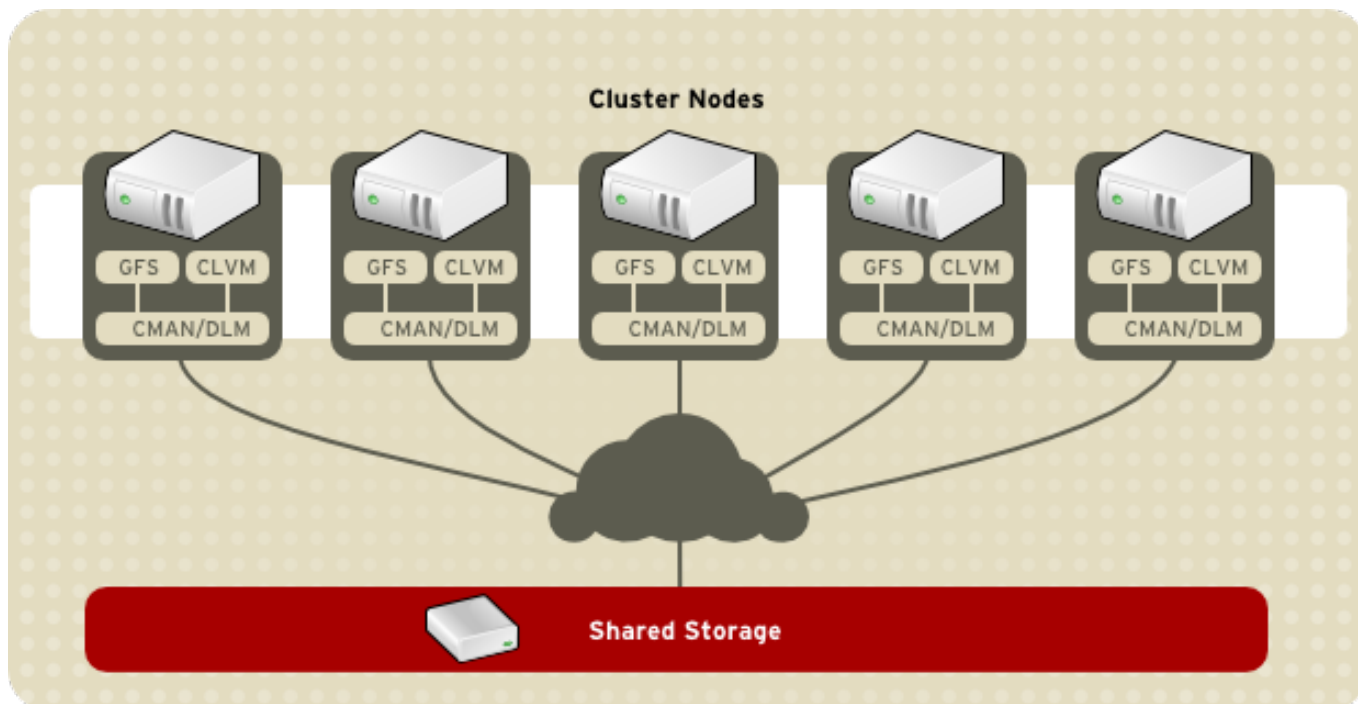 Cluster Nodes
GFS CLVM GFS CLVM GFS CLVM GFS CLVM GFS CLVM
CMAN/DLM CMAN/DLM CMAN/DLM CMAN/DLM CMAN/DLM
Shared Storage